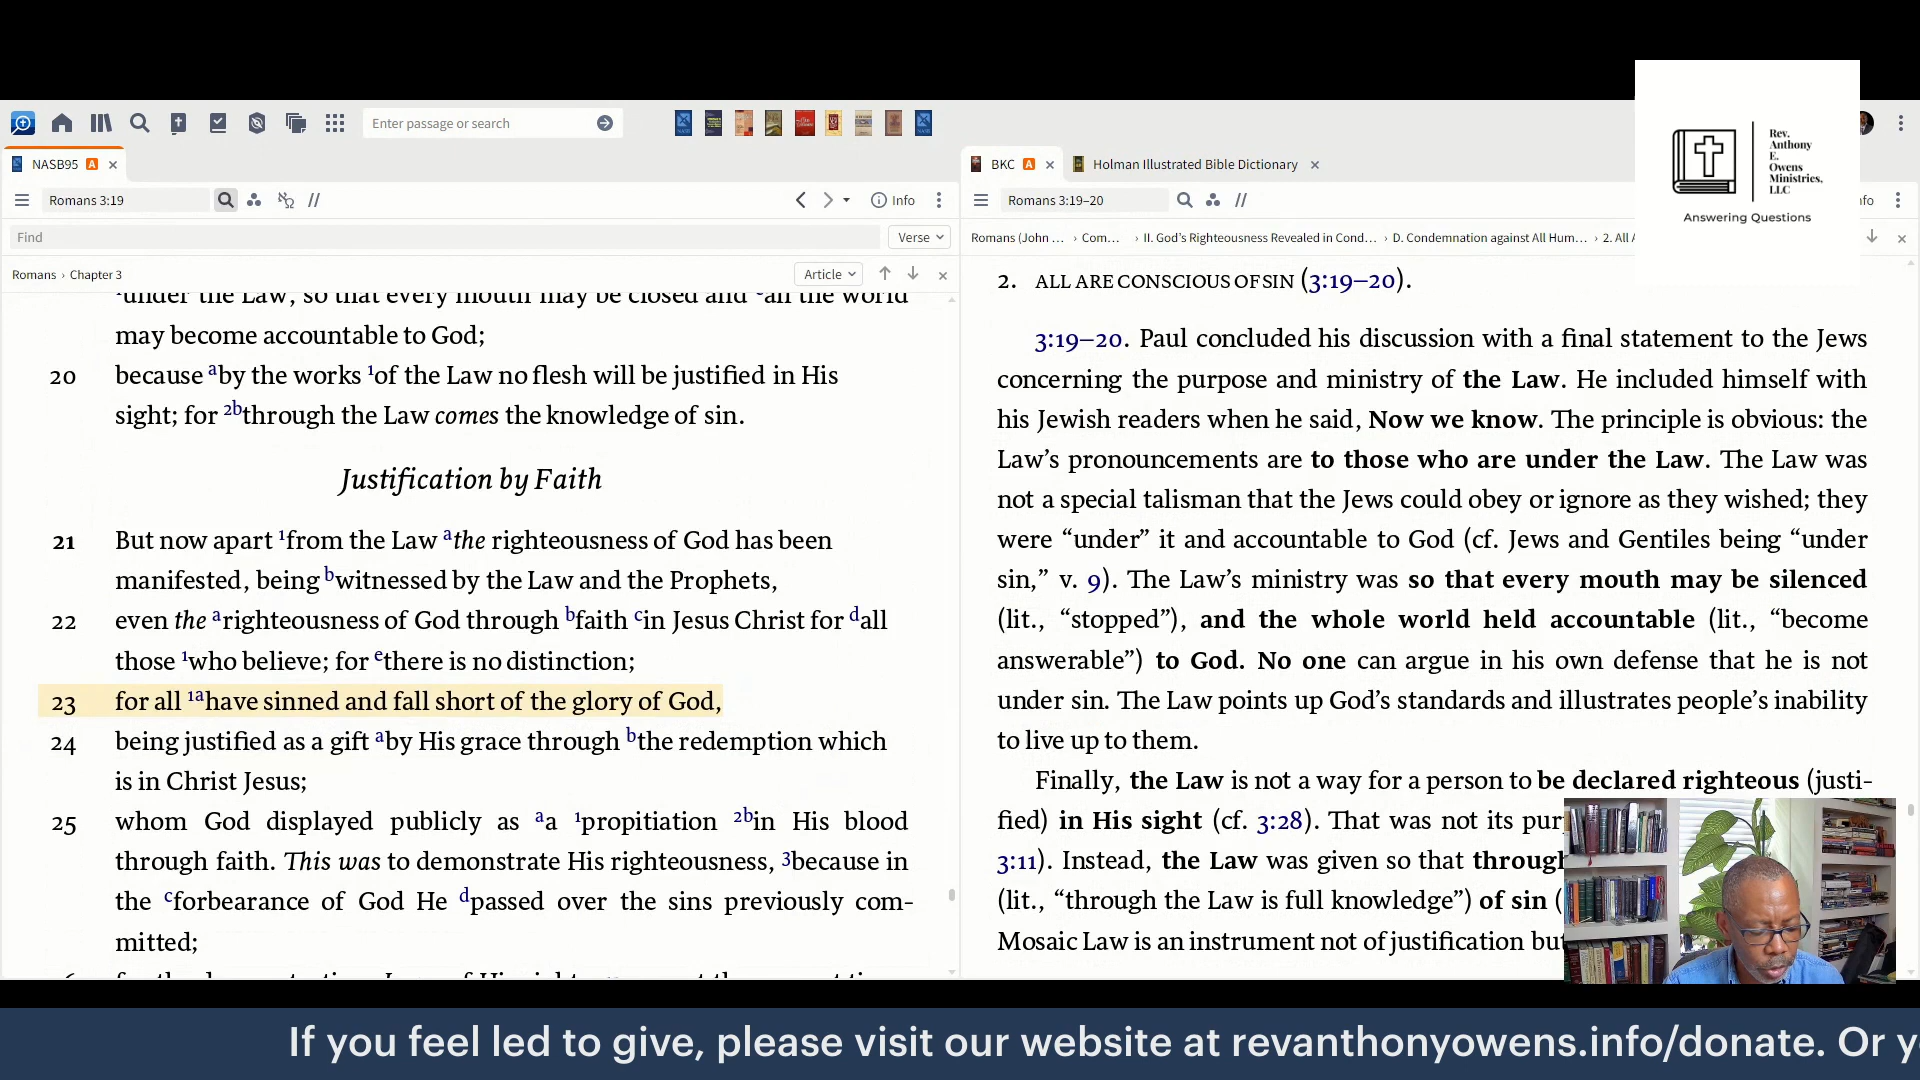 Rev.
Anthony
E.
Owens
Ministries,
LLC
Answering Questions
Enter passage or search
NASB95 A
Romans 3:19
Info
Find
Verse
Romans › Chapter 3
Article
¹under the Law, so that every mouth may be closed and ᶜall the world
may become accountable to God;
20 because ᵃby the works ¹of the Law no flesh will be justified in His
sight; for ²ᵇthrough the Law comes the knowledge of sin.
Justification by Faith
21 But now apart ¹from the Law ᵃthe righteousness of God has been
manifested, being ᵇwitnessed by the Law and the Prophets,
22 even the ᵃrighteousness of God through ᵇfaith ᶜin Jesus Christ for ᵈall
those ¹who believe; for ᵉthere is no distinction;
23 for all ¹ᵃhave sinned and fall short of the glory of God,
24 being justified as a gift ᵃby His grace through ᵇthe redemption which
is in Christ Jesus;
25 whom God displayed publicly as ᵃa ¹propitiation ²ᵇin His blood
through faith. This was to demonstrate His righteousness, ³because in
the ᶜforbearance of God He ᵈpassed over the sins previously com-
mitted;
BKC A
Holman Illustrated Bible Dictionary
Romans 3:19–20
nfo
Romans (John ... › Com... › II. God’s Righteousness Revealed in Cond... › D. Condemnation against All Hum... › 2. All A
2. ALL ARE CONSCIOUS OF SIN (3:19–20).
3:19–20. Paul concluded his discussion with a final statement to the Jews
concerning the purpose and ministry of the Law. He included himself with
his Jewish readers when he said, Now we know. The principle is obvious: the
Law’s pronouncements are to those who are under the Law. The Law was
not a special talisman that the Jews could obey or ignore as they wished; they
were “under” it and accountable to God (cf. Jews and Gentiles being “under
sin,” v. 9). The Law’s ministry was so that every mouth may be silenced
(lit., “stopped”), and the whole world held accountable (lit., “become
answerable”) to God. No one can argue in his own defense that he is not
under sin. The Law points up God’s standards and illustrates people’s inability
to live up to them.
Finally, the Law is not a way for a person to be declared righteous (justi-
fied) in His sight (cf. 3:28). That was not its pur
3:11). Instead, the Law was given so that through
(lit., “through the Law is full knowledge”) of sin (
Mosaic Law is an instrument not of justification but
If you feel led to give, please visit our website at revanthonyowens.info/donate. Or y